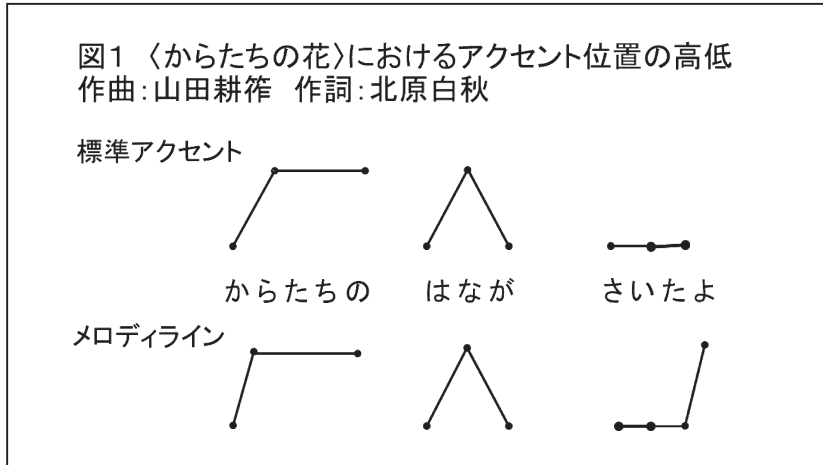 図1 〈からたちの花〉におけるアクセント位置の高低
作曲:山田耕筰 作詞:北原白秋
標準アクセント
からたちの はなが さいたよ
メロディライン